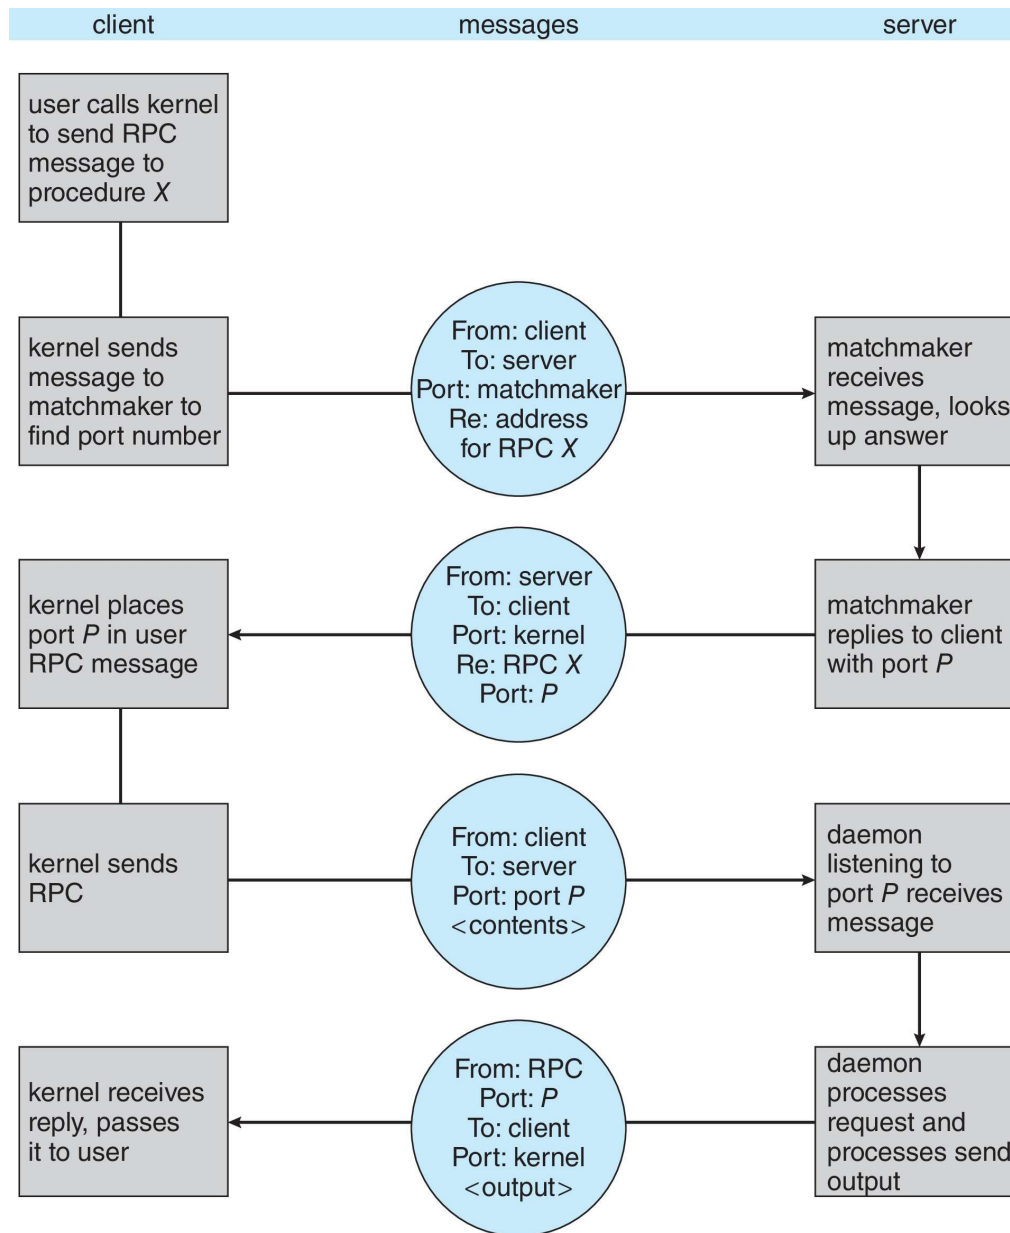 client
messages
server
user calls kernel
to send RPC
message to
procedure X
kernel sends
message to
matchmaker to
find port number
From: client
To: server
Port: matchmaker
Re: address
for RPC X
matchmaker
receives
message, looks
up answer
kernel places
port P in user
RPC message
From: server
To: client
Port: kernel
Re: RPC X
Port: P
matchmaker
replies to client
with port P
kernel sends
RPC
From: client
To: server
Port: port P
<contents>
daemon
listening to
port P receives
message
kernel receives
reply, passes
it to user
From: RPC
Port: P
To: client
Port: kernel
<output>
daemon
processes
request and
processes send
output